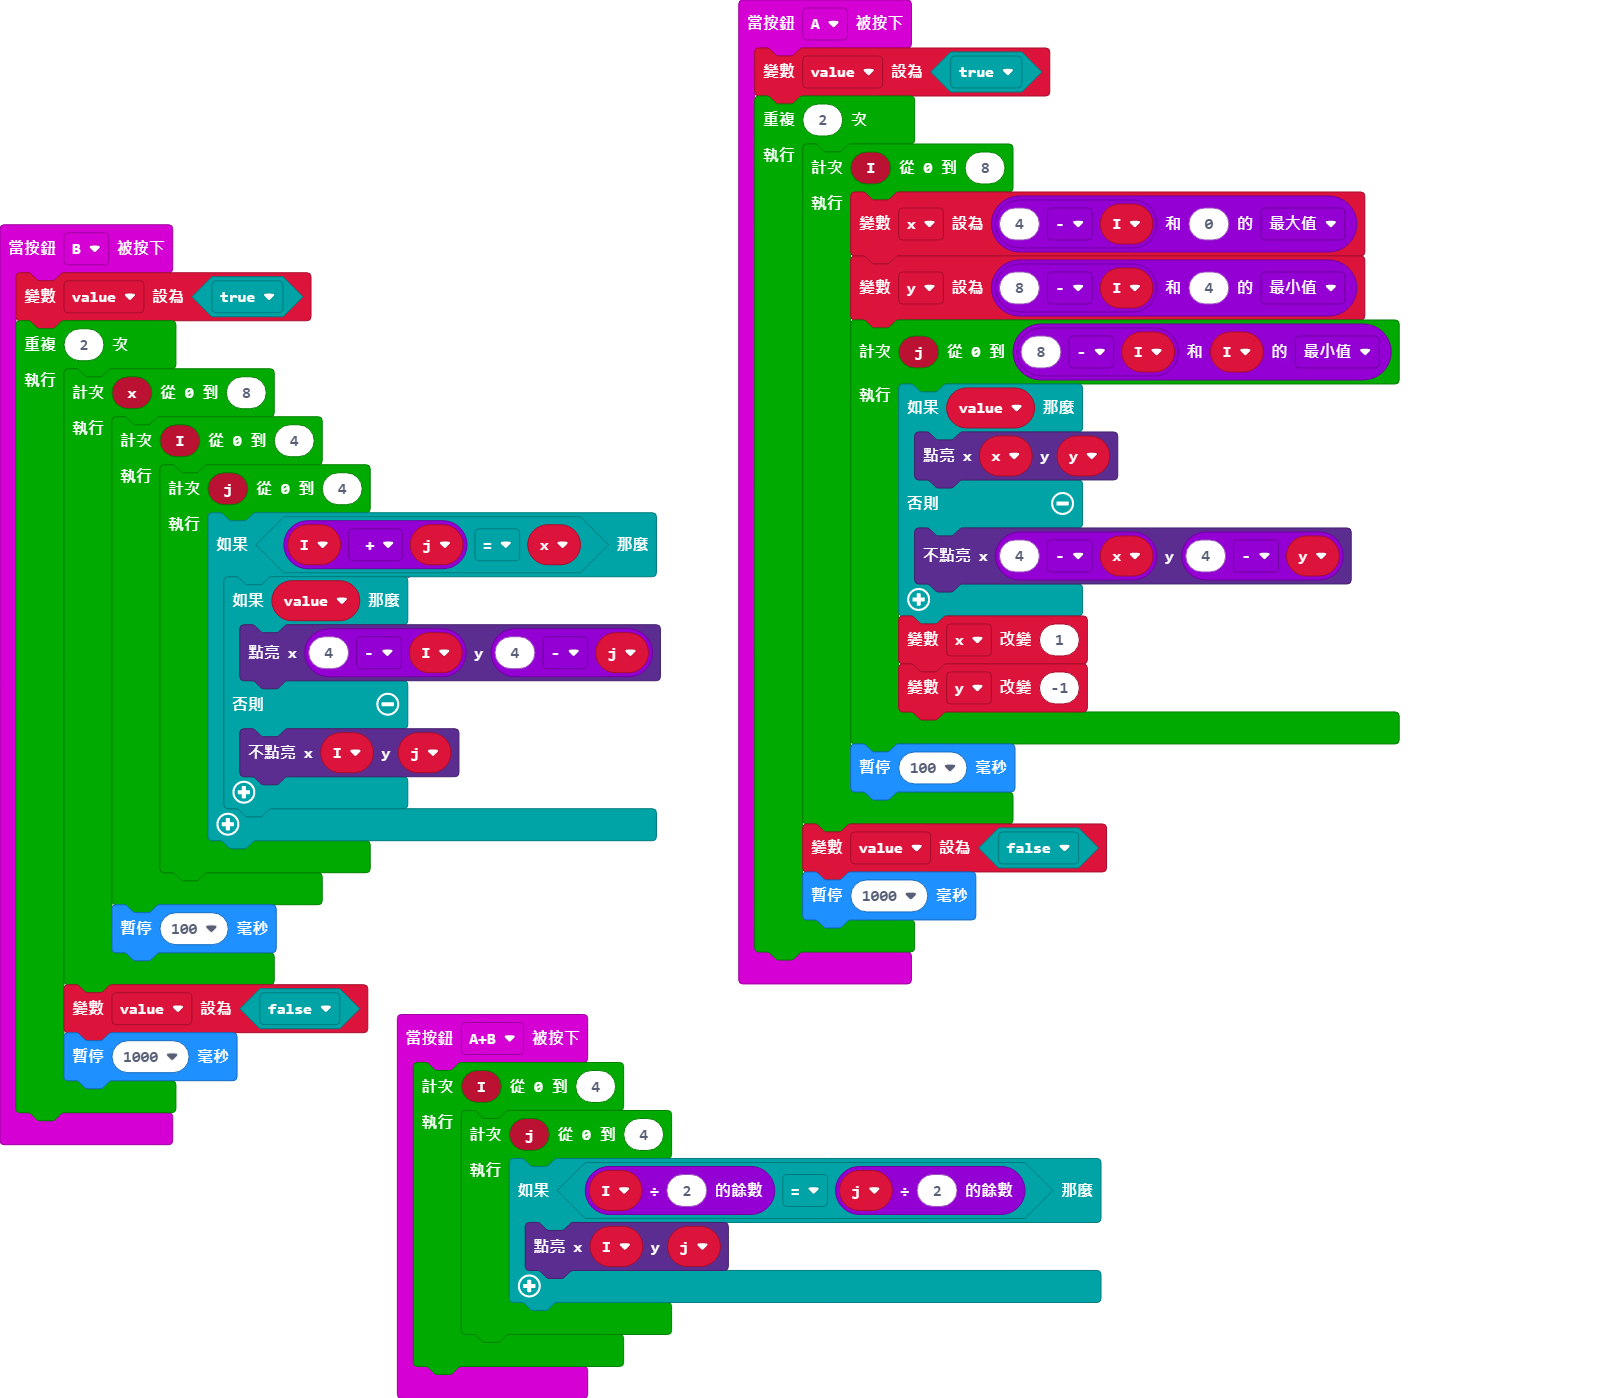 當按鈕 A 被按下
變數 value 設為 true
重複 2 次
執行
計次 I 從 0 到 8
執行
變數 x 設為 4 - I 和 0 的 最大值
變數 y 設為 8 - I 和 4 的 最小值
計次 j 從 0 到 8 - I 和 I 的 最小值
執行
如果 value 那麼
點亮 x x y y
否則
不點亮 x 4 - x y 4 - y
變數 x 改變 1
變數 y 改變 -1
暫停 100 毫秒
變數 value 設為 false
暫停 1000 毫秒
當按鈕 B 被按下
變數 value 設為 true
重複 2 次
執行
計次 x 從 0 到 8
執行
計次 I 從 0 到 4
執行
計次 j 從 0 到 4
執行
如果 I + j = x 那麼
如果 value 那麼
點亮 x 4 - I y 4 - j
否則
不點亮 x I y j
暫停 100 毫秒
變數 value 設為 false
暫停 1000 毫秒
當按鈕 A+B 被按下
計次 I 從 0 到 4
執行
計次 j 從 0 到 4
執行
如果 I ÷ 2 的餘數 = j ÷ 2 的餘數 那麼
點亮 x I y j